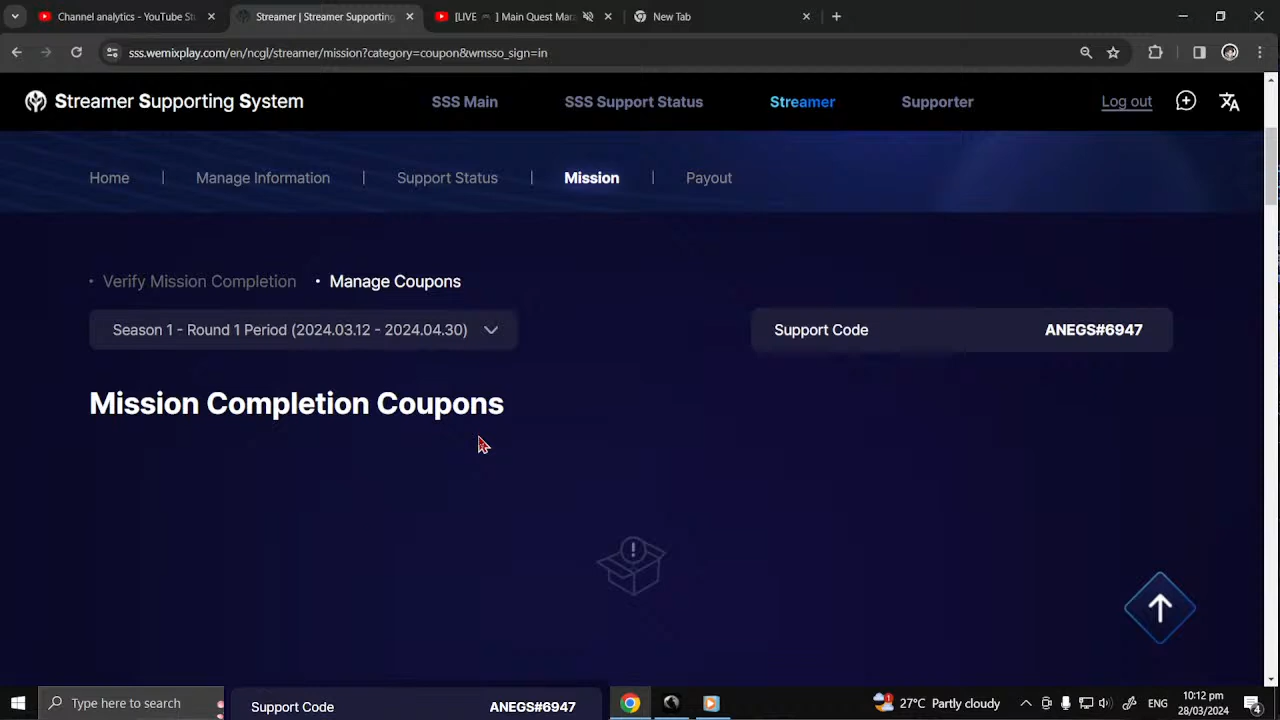 Channel analytics - YouTube St
Streamer | Streamer Supporting
[LIVE 🎮 ] Main Quest Mara
New Tab
sss.wemixplay.com/en/ncgl/streamer/mission?category=coupon&wmsso_sign=in
Streamer Supporting System
SSS Main
SSS Support Status
Streamer
Supporter
Log out
Home
Manage Information
Support Status
Mission
Payout
Verify Mission Completion
Manage Coupons
Season 1 - Round 1 Period (2024.03.12 - 2024.04.30)
Support Code
ANEGS#6947
Mission Completion Coupons
Type here to search
Support Code
ANEGS#6947
1
27°C Partly cloudy
ENG
10:12 pm
28/03/2024
4